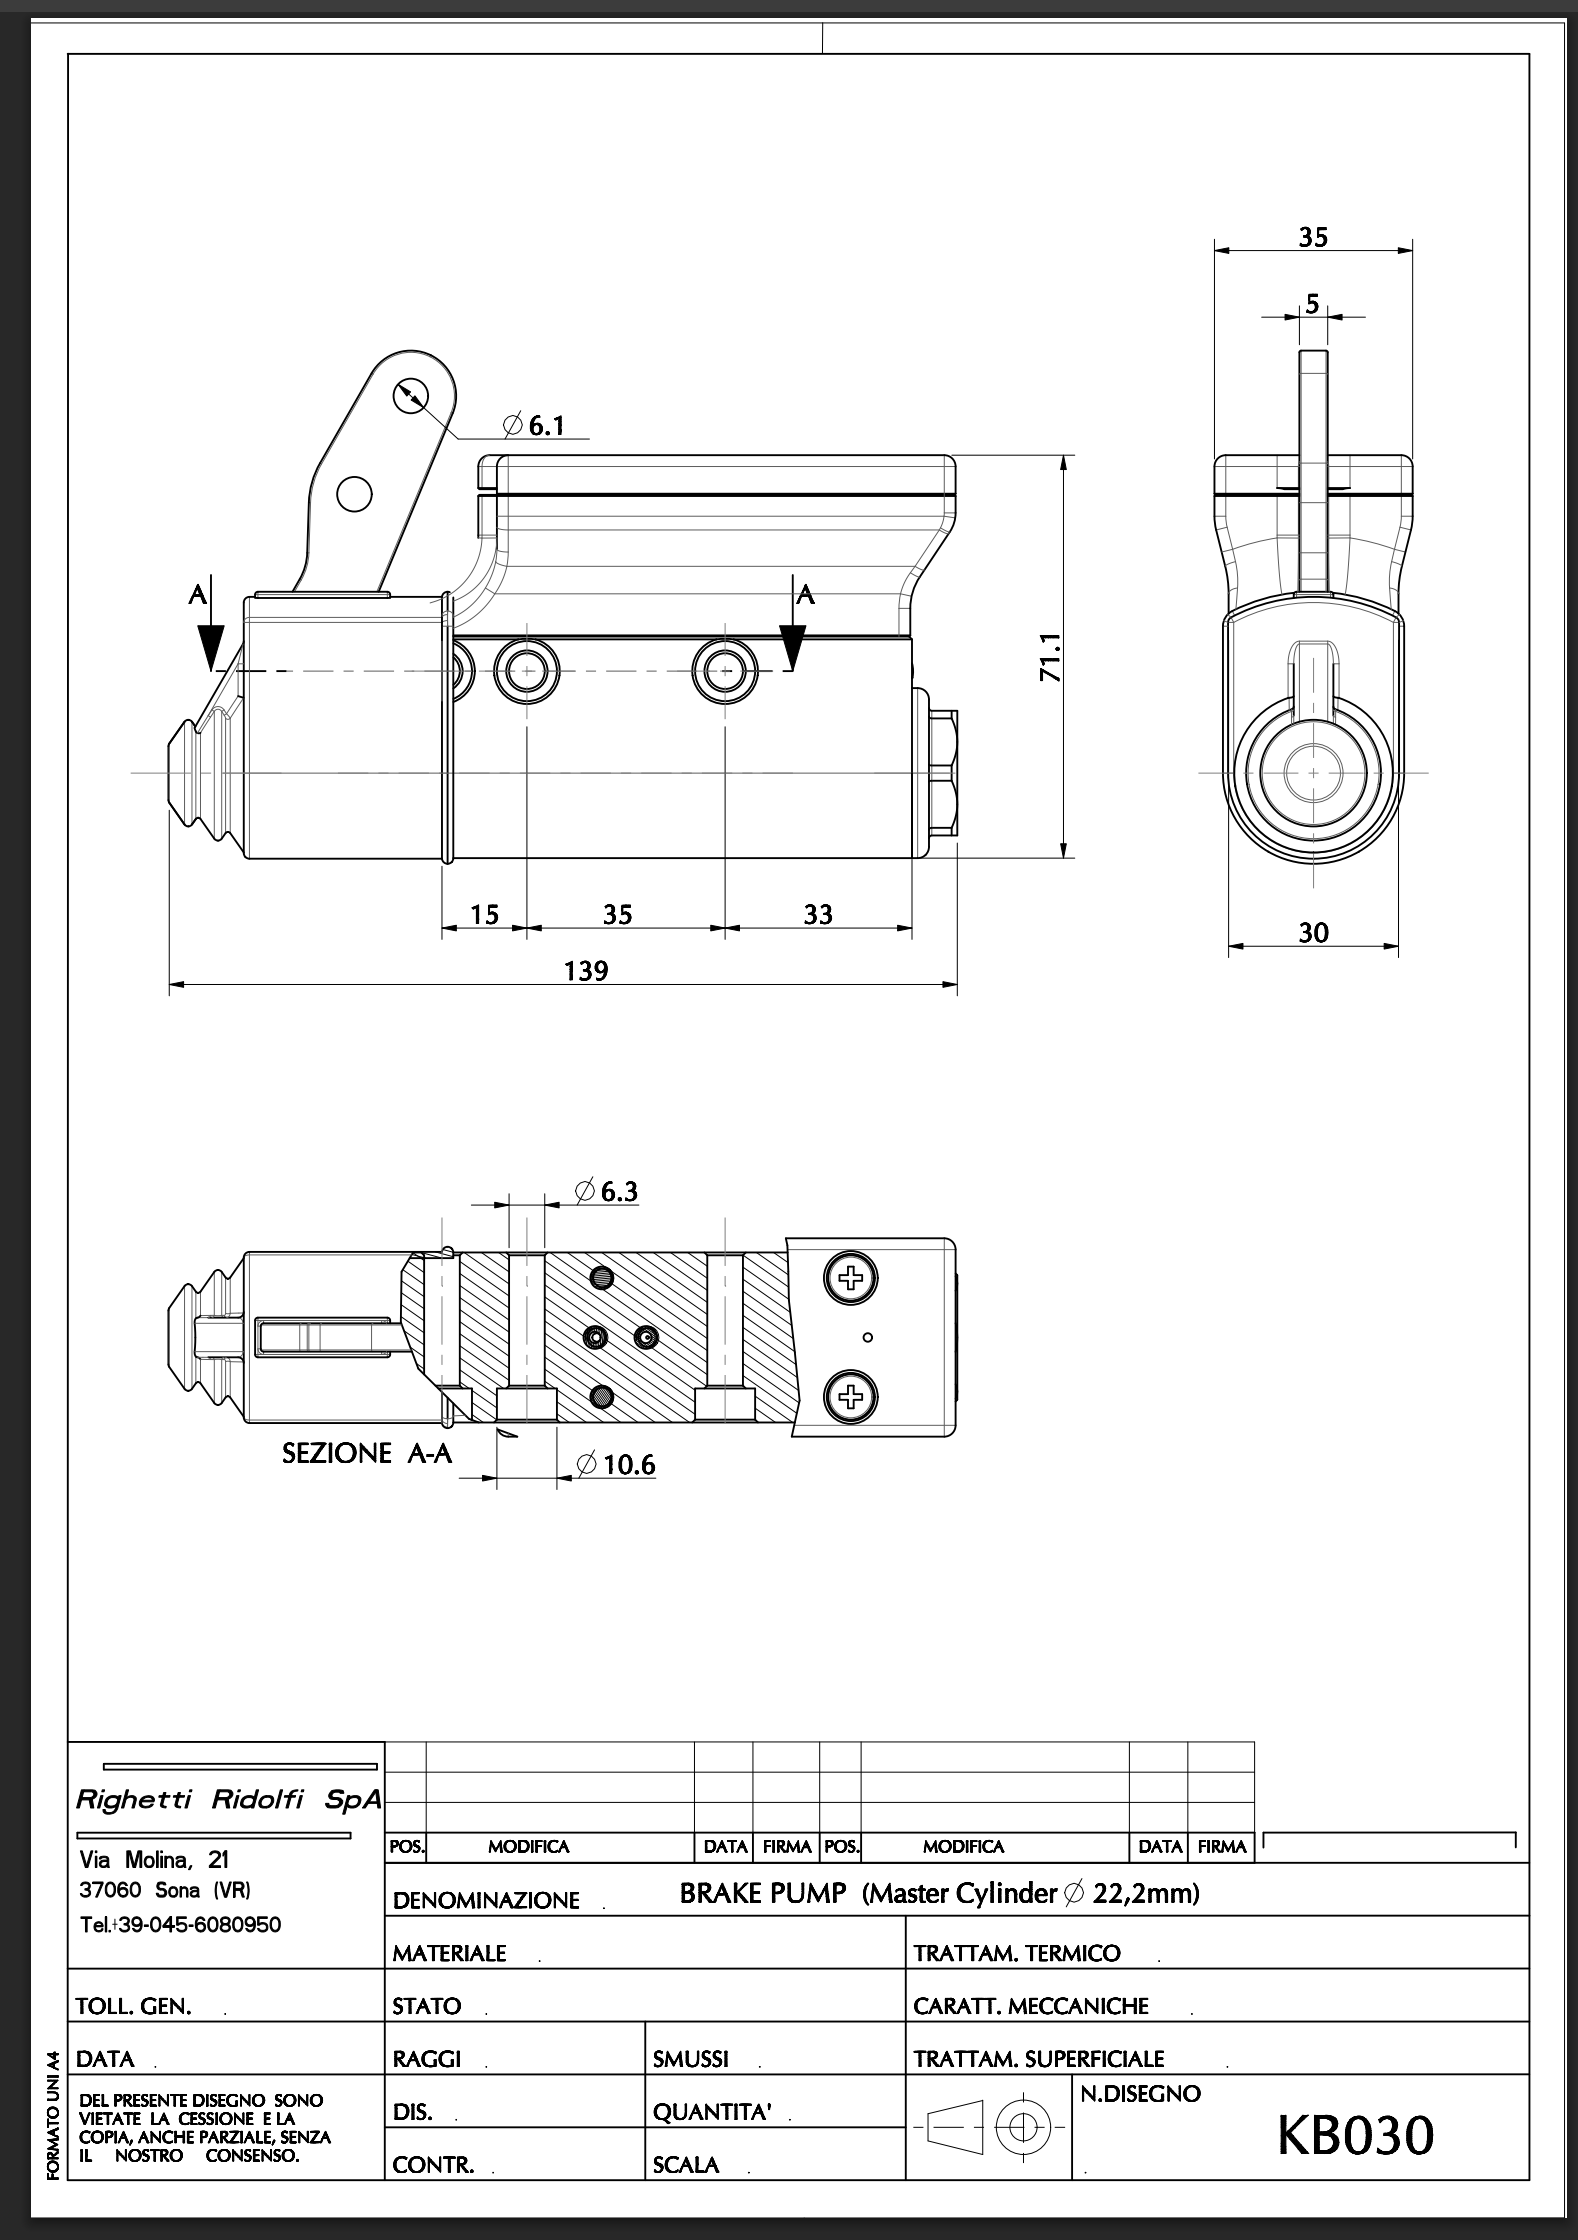 35
5
⌀ 6.1
A
A
71.1
15
35
33
30
139
⌀ 6.3
SEZIONE A-A
⌀ 10.6
Righetti Ridolfi SpA
Via Molina, 21
37060 Sona (VR)
Tel.+39-045-6080950
POS. MODIFICA DATA FIRMA POS. MODIFICA DATA FIRMA
DENOMINAZIONE . BRAKE PUMP (Master Cylinder ⌀ 22,2mm)
MATERIALE . TRATTAM. TERMICO .
TOLL. GEN. . STATO . CARATT. MECCANICHE .
DATA . RAGGI . SMUSSI . TRATTAM. SUPERFICIALE .
DEL PRESENTE DISEGNO SONO
VIETATE LA CESSIONE E LA
COPIA, ANCHE PARZIALE, SENZA
IL NOSTRO CONSENSO.
DIS. . QUANTITA' .
CONTR. . SCALA .
N.DISEGNO
KB030
FORMATO UNI A4